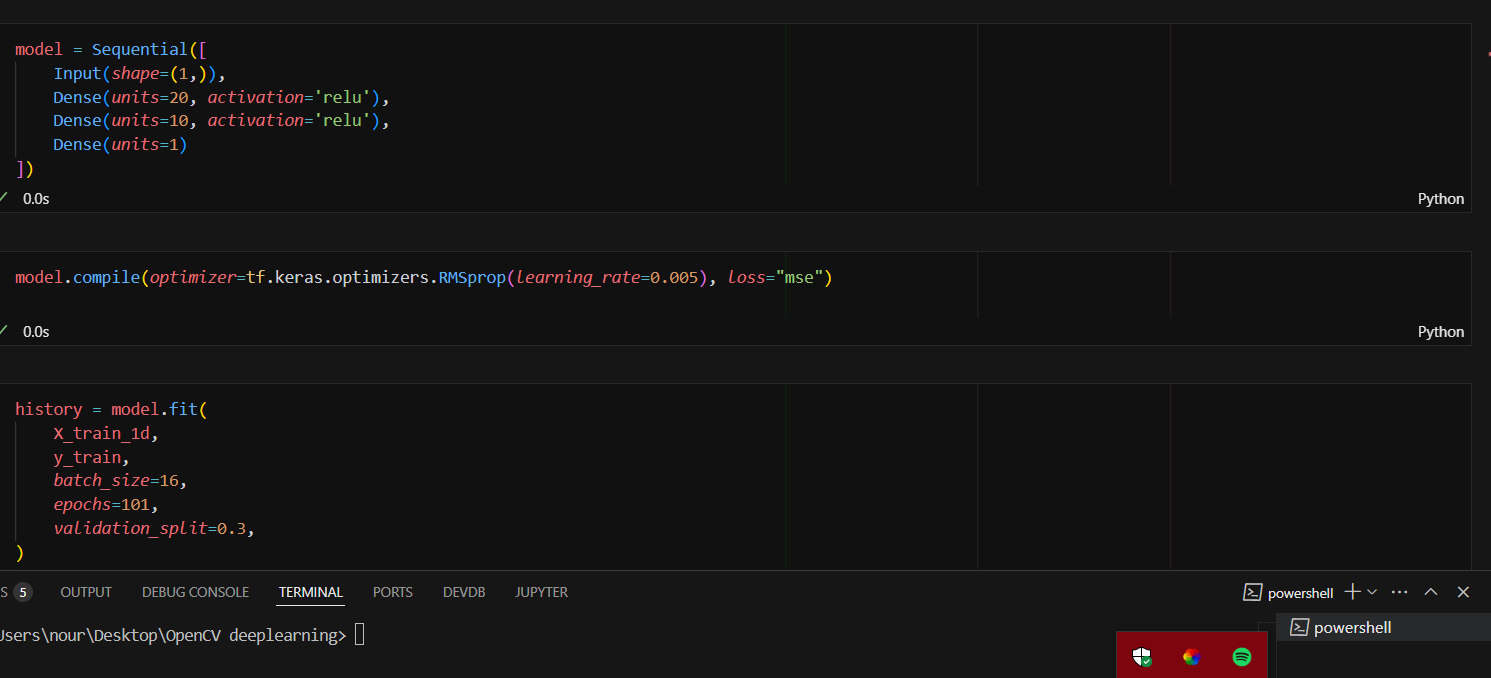 model = Sequential([
Input(shape=(1,)),
Dense(units=20, activation='relu'),
Dense(units=10, activation='relu'),
Dense(units=1)
])
0.0s
Python
model.compile(optimizer=tf.keras.optimizers.RMSprop(learning_rate=0.005), loss="mse")
0.0s
Python
history = model.fit(
X_train_1d,
y_train,
batch_size=16,
epochs=101,
validation_split=0.3,
)
S 5 OUTPUT DEBUG CONSOLE TERMINAL PORTS DEVDB JUPYTER powershell
Users\nour\Desktop\OpenCV deeplearning>
powershell